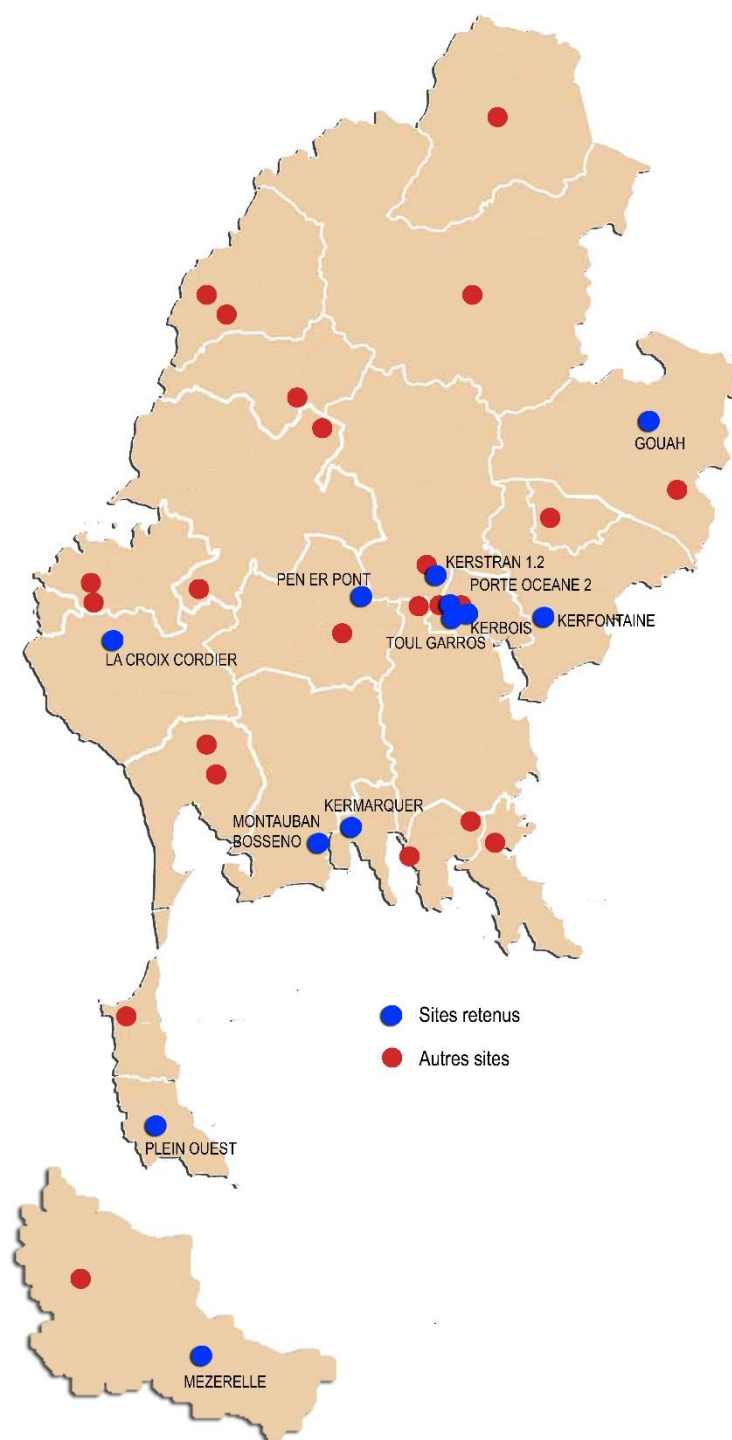 GOUAH
KERSTRAN 1.2
PEN ER PONT
PORTE OCEANE 2
KERBOIS
KERFONTAINE
TOUL GARROS
LA CROIX CORDIER
KERMARQUER
MONTAUBAN
BOSSENO
Sites retenus
Autres sites
PLEIN OUEST
MEZERELLE